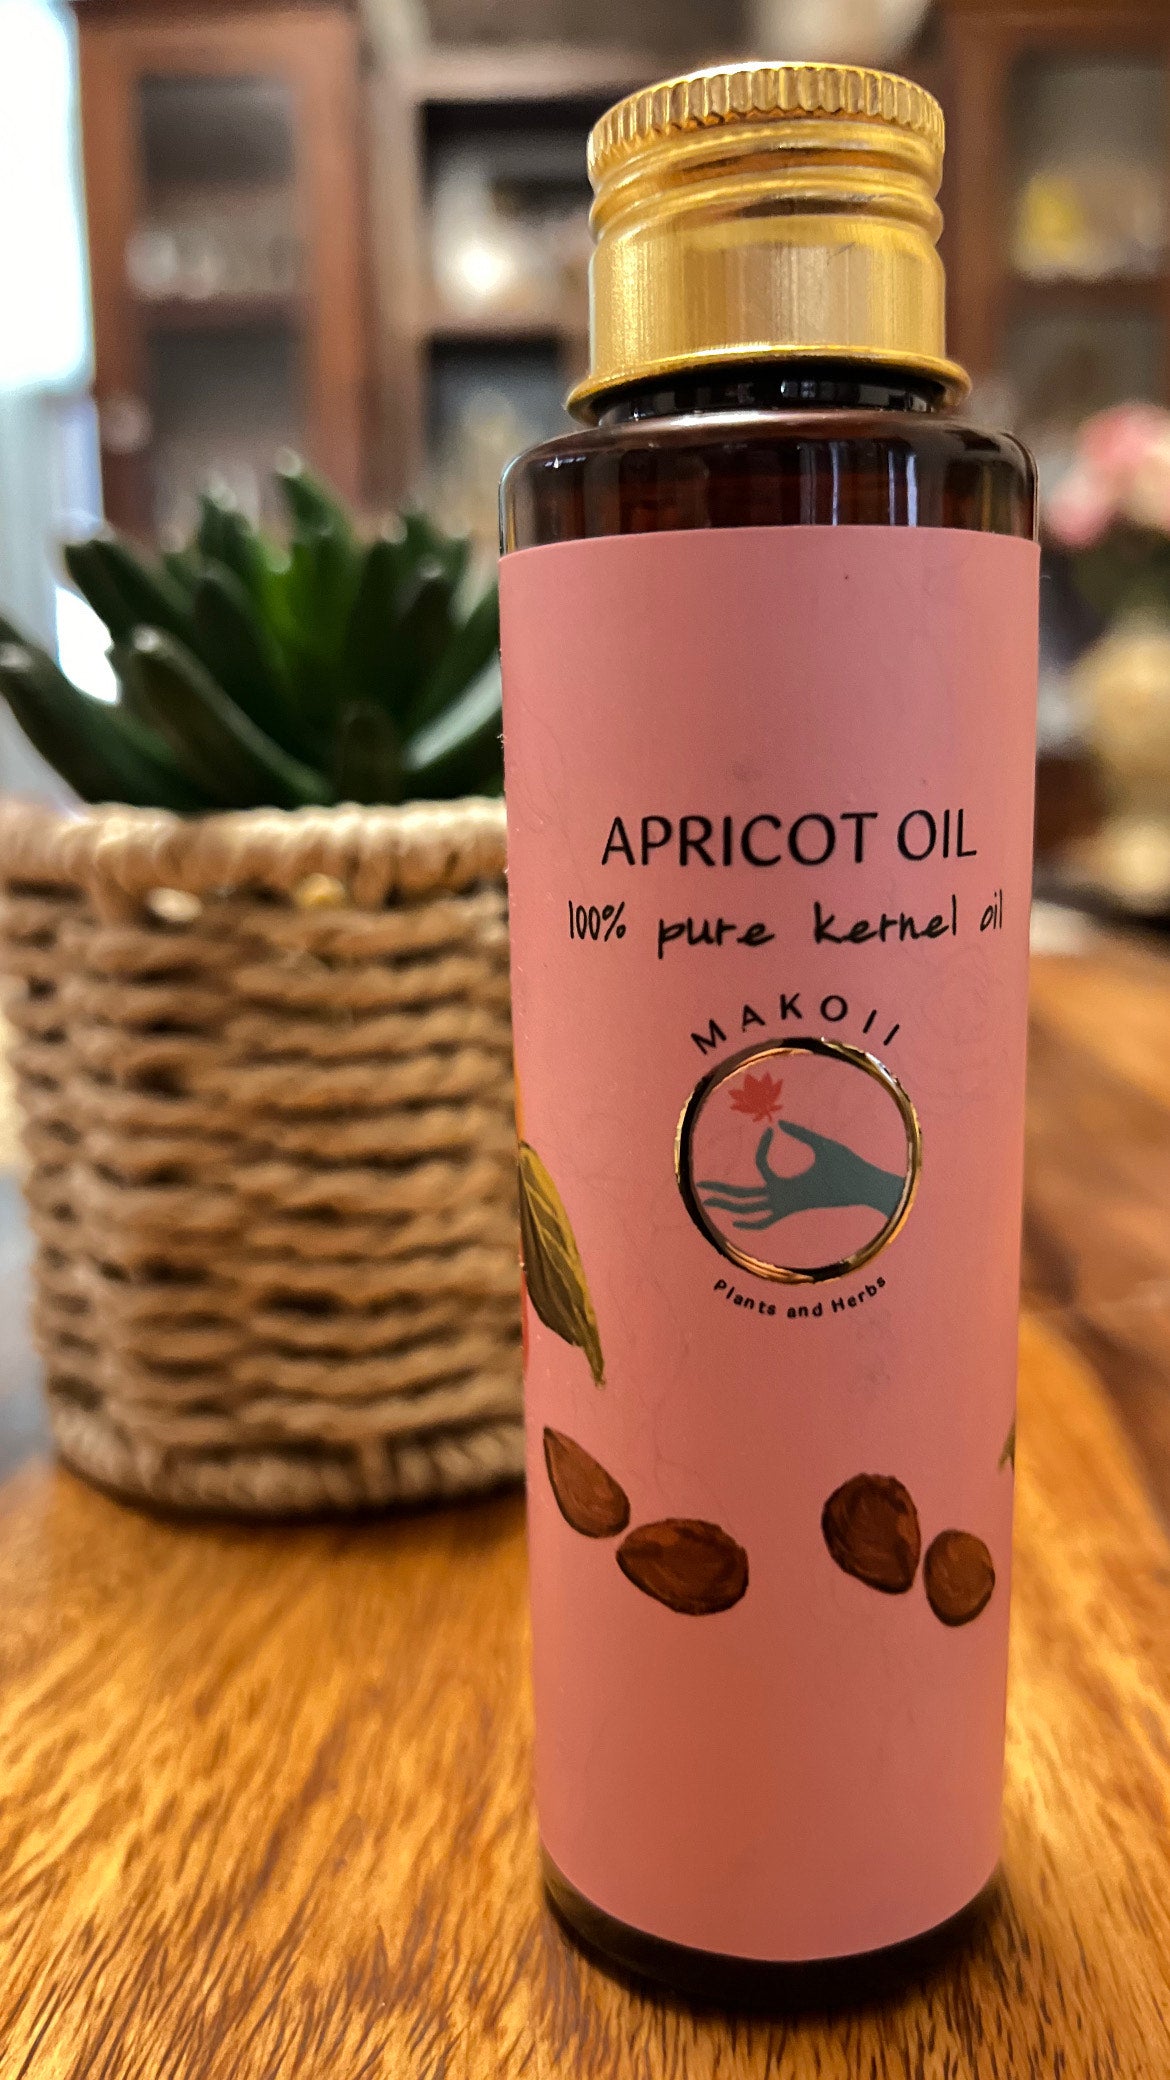 APRICOT OIL
100% pure kernel oil
MAKOII
Plants and Herbs